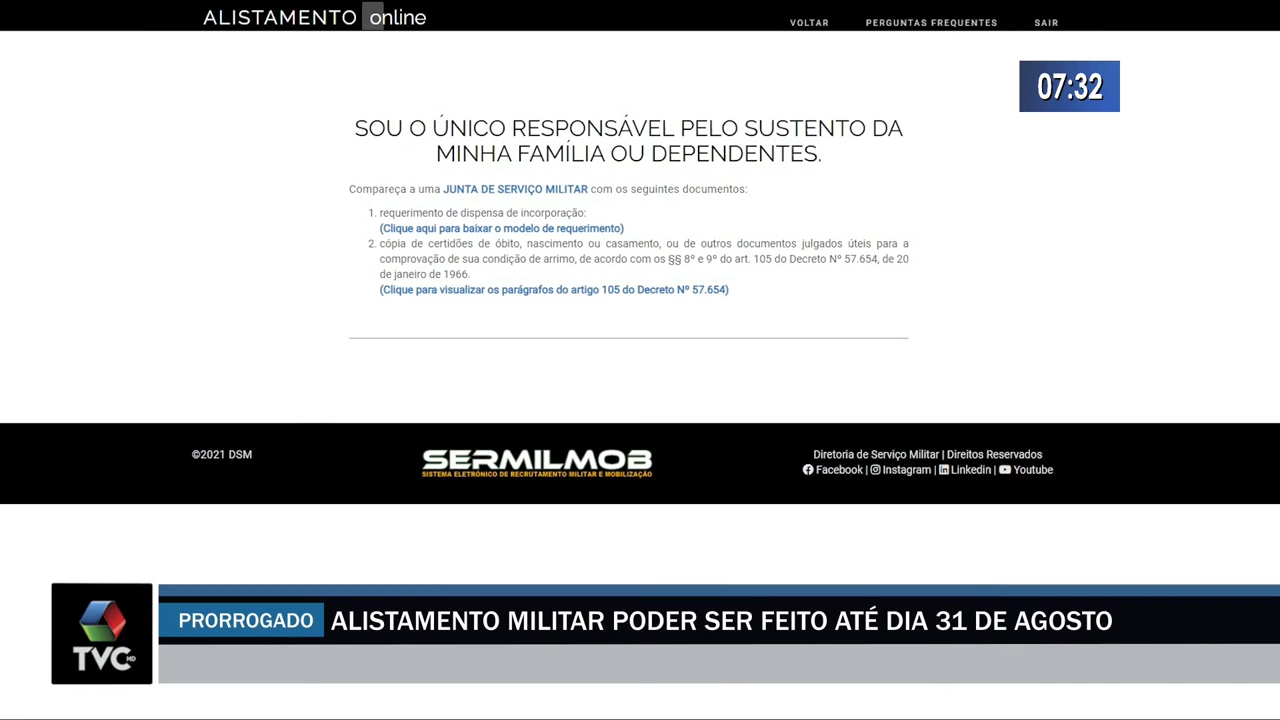 ALISTAMENTO online
VOLTAR PERGUNTAS FREQUENTES SAIR
07:32
SOU O ÚNICO RESPONSÁVEL PELO SUSTENTO DA
MINHA FAMÍLIA OU DEPENDENTES.
Compareça a uma JUNTA DE SERVIÇO MILITAR com os seguintes documentos:
1. requerimento de dispensa de incorporação:
(Clique aqui para baixar o modelo de requerimento)
2. cópia de certidões de óbito, nascimento ou casamento, ou de outros documentos julgados úteis para a
comprovação de sua condição de arrimo, de acordo com os §§ 8º e 9º do art. 105 do Decreto Nº 57.654, de 20
de janeiro de 1966.
(Clique para visualizar os parágrafos do artigo 105 do Decreto Nº 57.654)
©2021 DSM
SERMILMOB
SISTEMA ELETRÔNICO DE RECRUTAMENTO MILITAR E MOBILIZAÇÃO
Diretoria de Serviço Militar | Direitos Reservados
Facebook | Instagram | Linkedin | Youtube
PRORROGADO ALISTAMENTO MILITAR PODER SER FEITO ATÉ DIA 31 DE AGOSTO
TVC HD